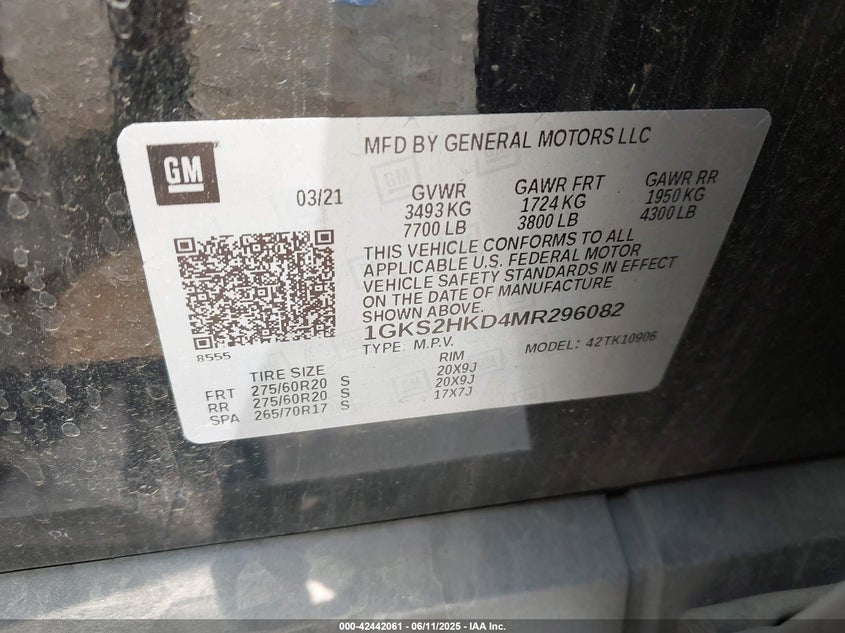 GM
MFD BY GENERAL MOTORS LLC
03/21
GVWR
3493 KG
7700 LB
GAWR FRT
1724 KG
3800 LB
GAWR RR
1950 KG
4300 LB
THIS VEHICLE CONFORMS TO ALL
APPLICABLE U.S. FEDERAL MOTOR
VEHICLE SAFETY STANDARDS IN EFFECT
ON THE DATE OF MANUFACTURE
SHOWN ABOVE.
1GKS2HKD4MR296082
TYPE: M.P.V. MODEL: 42TK10906
8555
TIRE SIZE RIM
FRT 275/60R20 S 20X9J
RR 275/60R20 S 20X9J
SPA 265/70R17 S 17X7J
000-42442061 - 06/11/2025 - IAA Inc.